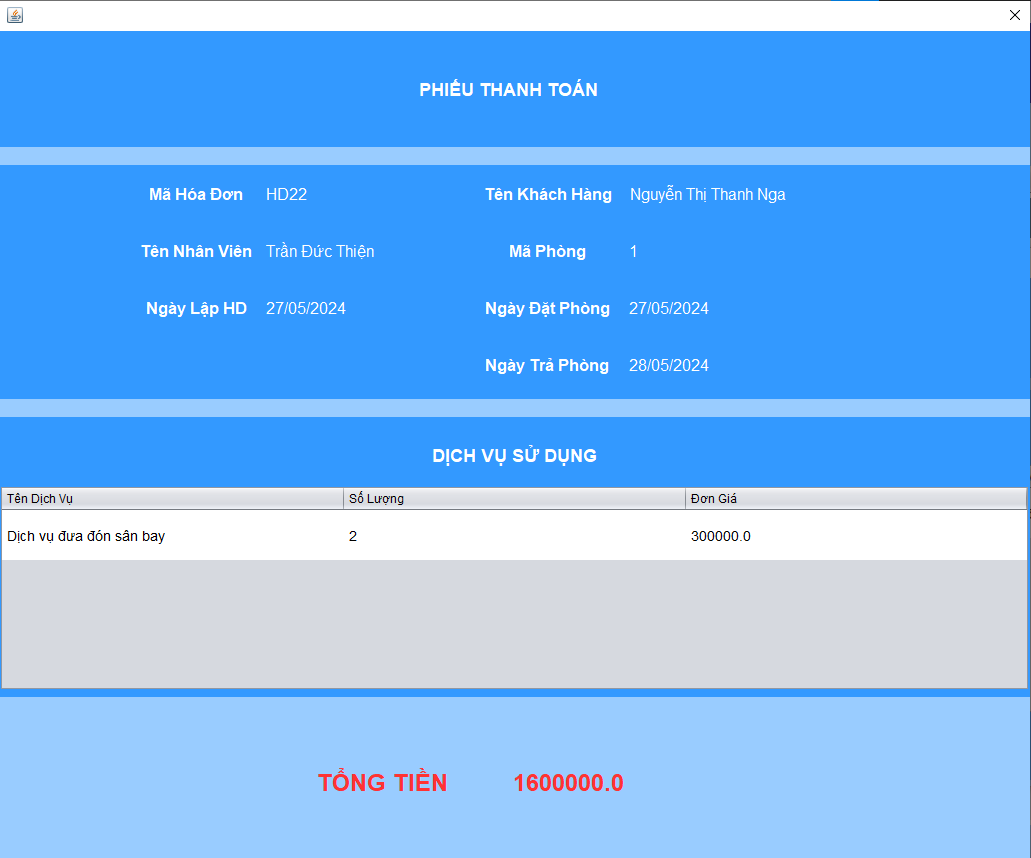 PHIẾU THANH TOÁN
Mã Hóa Đơn HD22 Tên Khách Hàng Nguyễn Thị Thanh Nga
Tên Nhân Viên Trần Đức Thiện Mã Phòng 1
Ngày Lập HD 27/05/2024 Ngày Đặt Phòng 27/05/2024
Ngày Trả Phòng 28/05/2024
DỊCH VỤ SỬ DỤNG
Tên Dịch Vụ Số Lượng Đơn Giá
Dịch vụ đưa đón sân bay 2 300000.0
TỔNG TIỀN 1600000.0